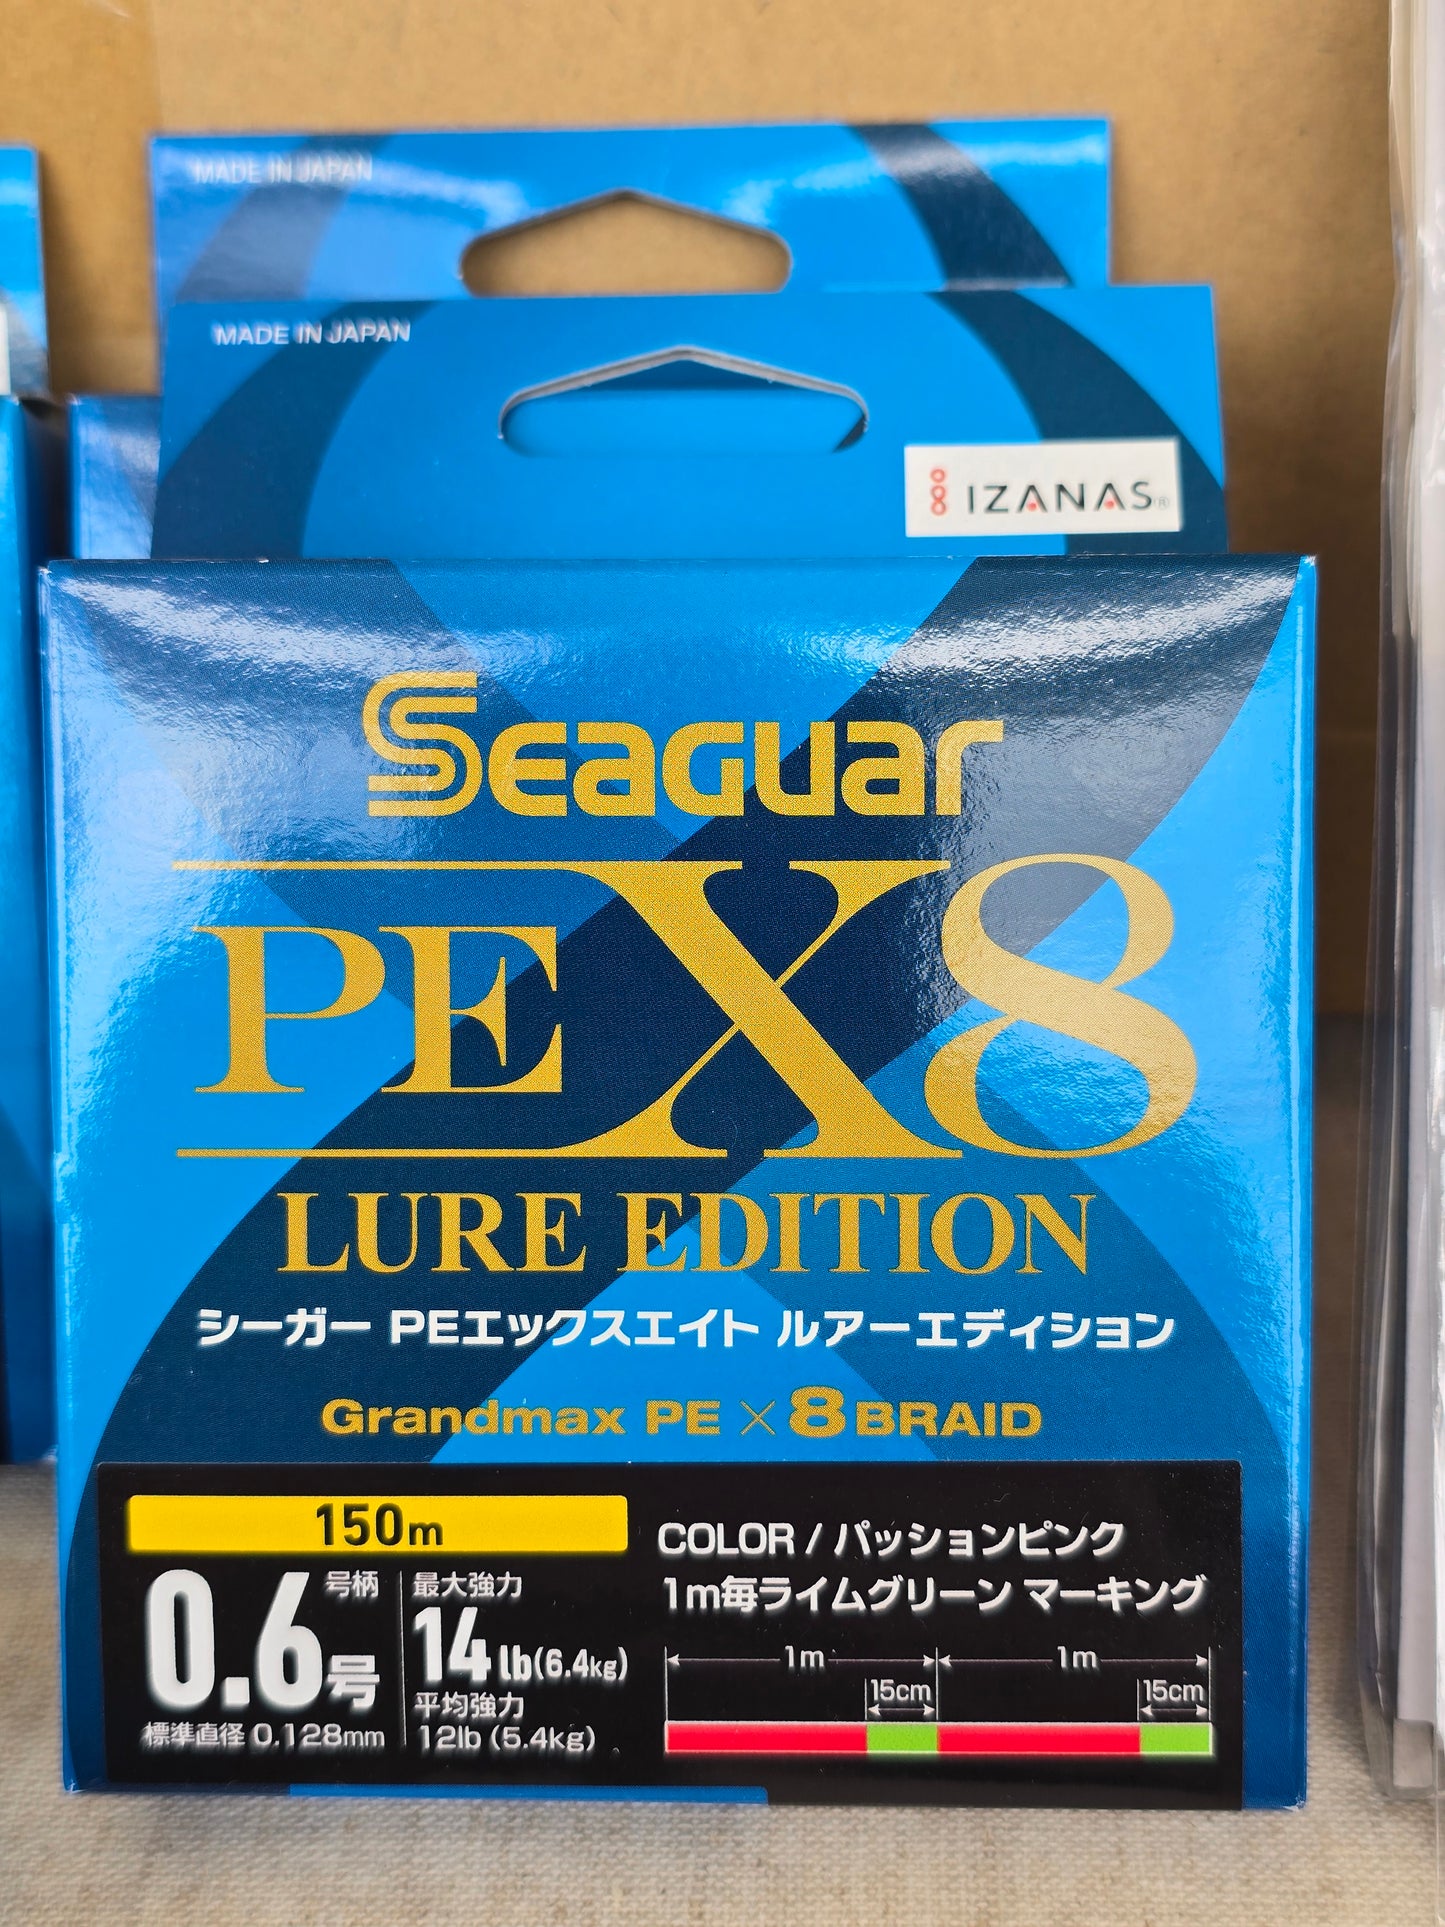 MADE IN JAPAN
MADE IN JAPAN
IZANAS®
Seaguar
PEX8
LURE EDITION
シーガー PEエックスエイト ルアーエディション
Grandmax PE × 8 BRAID
150m
0.6号
号柄
標準直径 0.128mm
最大強力
14lb(6.4kg)
平均強力
12lb (5.4kg)
COLOR / パッションピンク
1m毎ライムグリーン マーキング
1m 1m
15cm 15cm